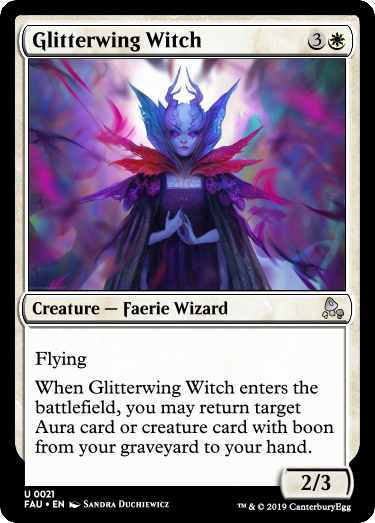 Glitterwing Witch 3
Creature — Faerie Wizard
Flying
When Glitterwing Witch enters the
battlefield, you may return target
Aura card or creature card with boon
from your graveyard to your hand.
2/3
U 0021
FAU • EN SANDRA DUCHIEWICZ
™ & © 2019 CanterburyEgg